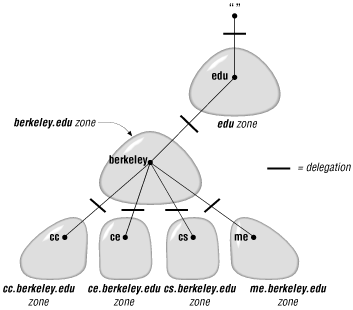 “ ”
edu
berkeley.edu zone
edu zone
berkeley
= delegation
cc
ce
cs
me
cc.berkeley.edu zone
ce.berkeley.edu zone
cs.berkeley.edu zone
me.berkeley.edu zone